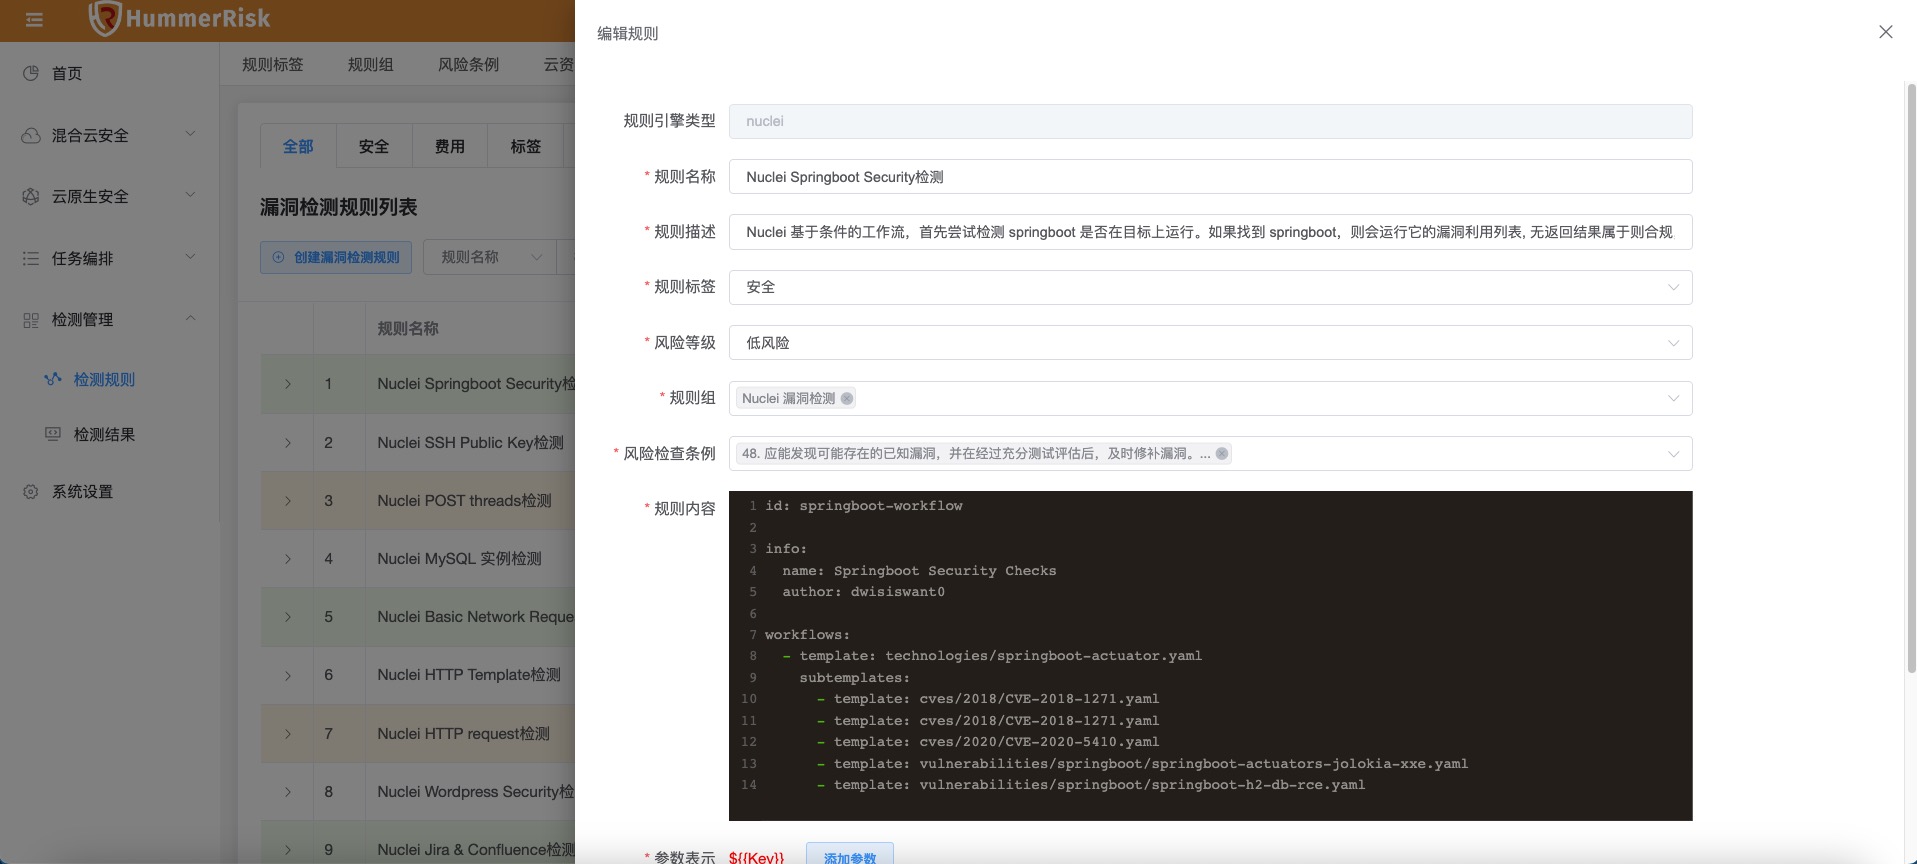 HummerRisk
首页
混合云安全
云原生安全
任务编排
检测管理
检测规则
检测结果
系统设置
规则标签 规则组 风险条例 云资
全部 安全 费用 标签
漏洞检测规则列表
创建漏洞检测规则 规则名称
规则名称
1 Nuclei Springboot Security检
2 Nuclei SSH Public Key检测
3 Nuclei POST threads检测
4 Nuclei MySQL 实例检测
5 Nuclei Basic Network Reque
6 Nuclei HTTP Template检测
7 Nuclei HTTP request检测
8 Nuclei Wordpress Security检
9 Nuclei Jira & Confluence检测
编辑规则
规则引擎类型 nuclei
* 规则名称 Nuclei Springboot Security检测
* 规则描述 Nuclei 基于条件的工作流，首先尝试检测 springboot 是否在目标上运行。如果找到 springboot，则会运行它的漏洞利用列表, 无返回结果属于则合规
* 规则标签 安全
* 风险等级 低风险
* 规则组 Nuclei 漏洞检测
* 风险检查条例 48. 应能发现可能存在的已知漏洞，并在经过充分测试评估后，及时修补漏洞。...
* 规则内容
1 id: springboot-workflow
2
3 info:
4 name: Springboot Security Checks
5 author: dwisiswant0
6
7 workflows:
8 - template: technologies/springboot-actuator.yaml
9 subtemplates:
10 - template: cves/2018/CVE-2018-1271.yaml
11 - template: cves/2018/CVE-2018-1271.yaml
12 - template: cves/2020/CVE-2020-5410.yaml
13 - template: vulnerabilities/springboot/springboot-actuators-jolokia-xxe.yaml
14 - template: vulnerabilities/springboot/springboot-h2-db-rce.yaml
* 参数表示 ${{Key}} 添加参数